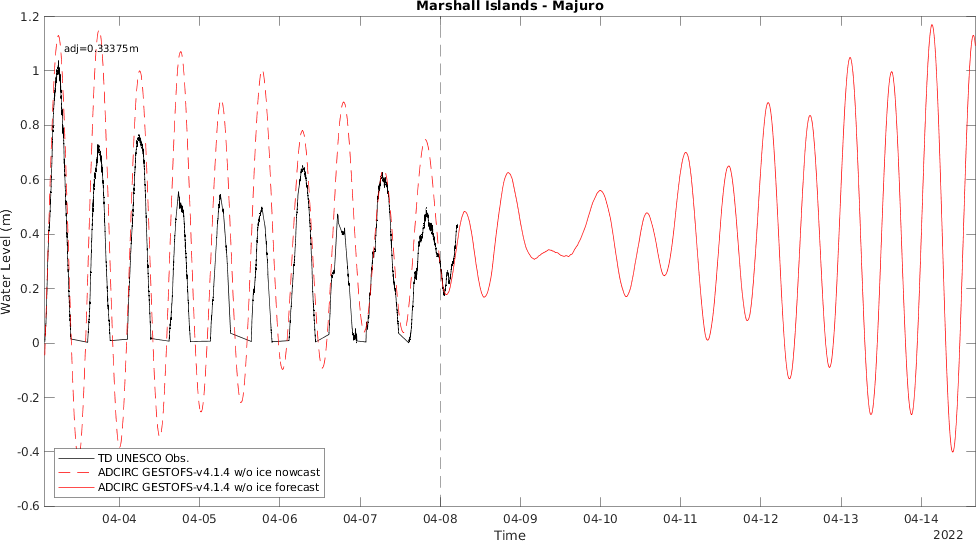 Marshall Islands - Majuro
1.2
1
0.8
0.6
0.4
0.2
0
-0.2
-0.4
-0.6
Water Level (m)
adj=0.33375m
TD UNESCO Obs.
ADCIRC GESTOFS-v4.1.4 w/o ice nowcast
ADCIRC GESTOFS-v4.1.4 w/o ice forecast
04-04 04-05 04-06 04-07 04-08 04-09 04-10 04-11 04-12 04-13 04-14
Time
2022